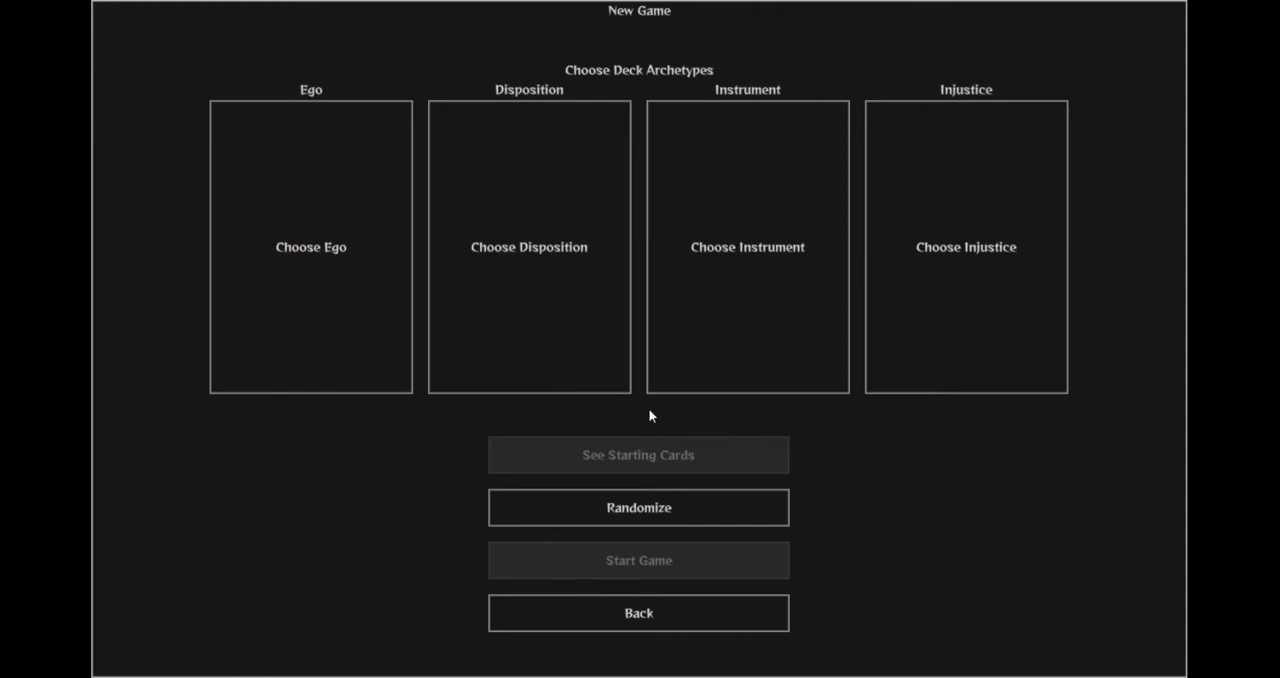 New Game
Choose Deck Archetypes
Ego
Disposition
Instrument
Injustice
Choose Ego
Choose Disposition
Choose Instrument
Choose Injustice
See Starting Cards
Randomize
Start Game
Back